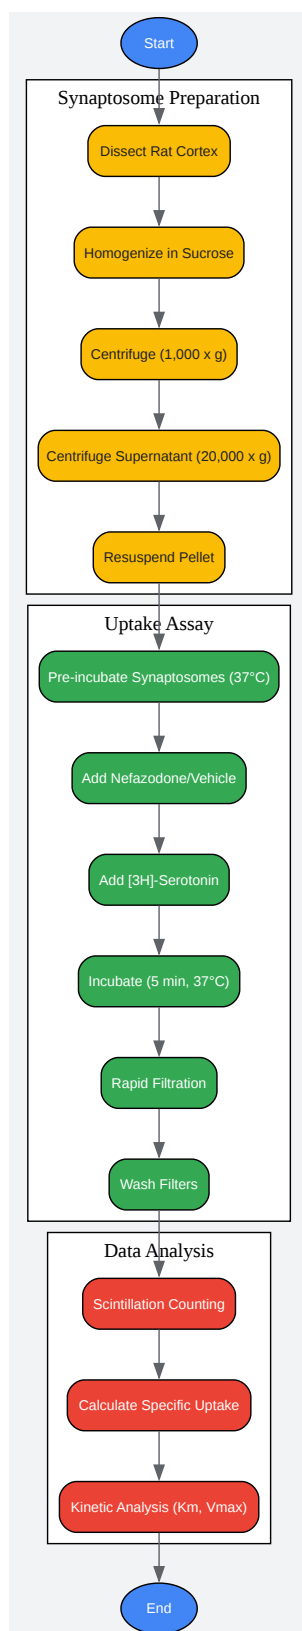 Start
Synaptosome Preparation
Dissect Rat Cortex
Homogenize in Sucrose
Centrifuge (1,000 x g)
Centrifuge Supernatant (20,000 x g)
Resuspend Pellet
Uptake Assay
Pre-incubate Synaptosomes (37°C)
Add Nefazodone/Vehicle
Add [3H]-Serotonin
Incubate (5 min, 37°C)
Rapid Filtration
Wash Filters
Data Analysis
Scintillation Counting
Calculate Specific Uptake
Kinetic Analysis (Km, Vmax)
End